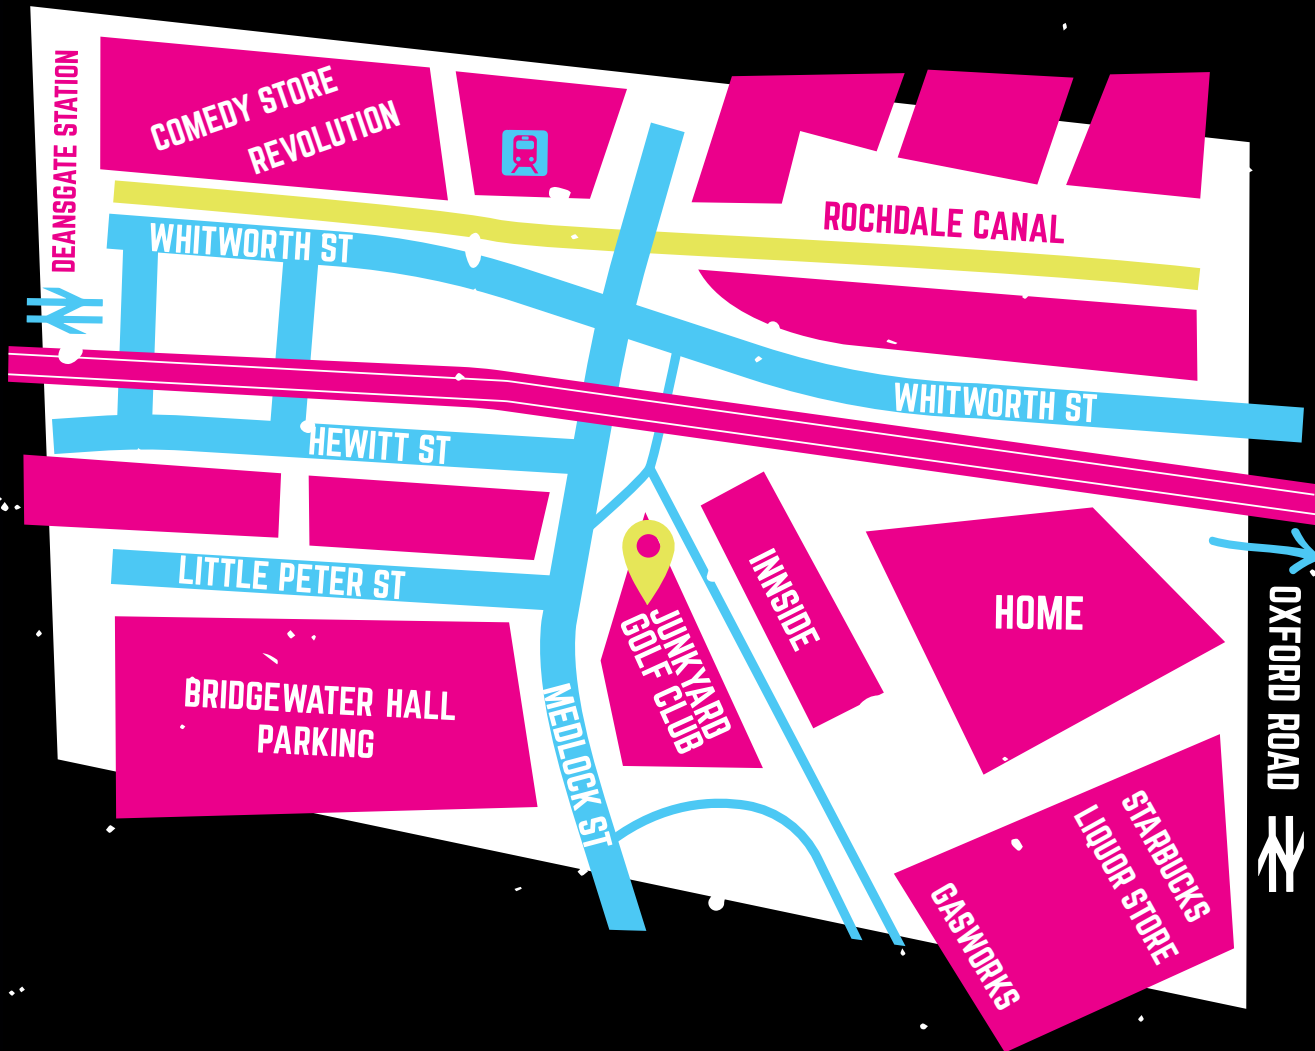 DEANSGATE STATION
COMEDY STORE
REVOLUTION
ROCHDALE CANAL
WHITWORTH ST
WHITWORTH ST
HEWITT ST
LITTLE PETER ST
INNSIDE
HOME
JUNKYARD
GOLF CLUB
BRIDGEWATER HALL
PARKING
MEDLOCK ST
OXFORD ROAD
STARBUCKS
LIQUOR STORE
GASWORKS